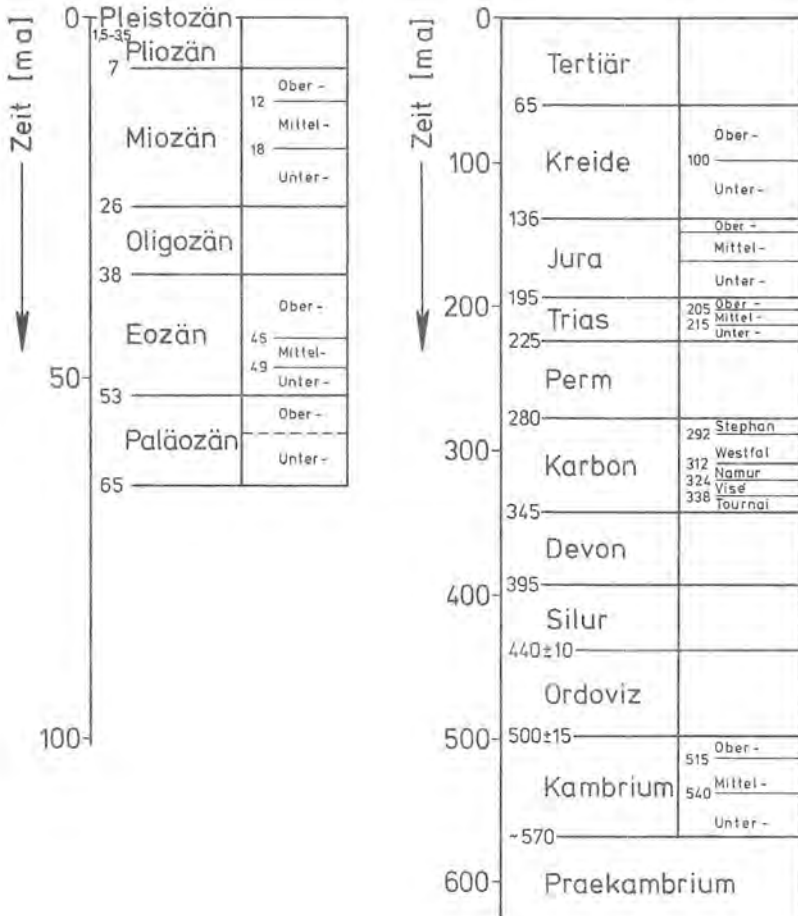 Zeit [ma]
0
Pleistozän
1,5-3,5
Pliozän
7
Ober-
12
Miozän
Mittel-
18
Unter-
26
Oligozän
38
Ober-
Eozän
45
Mittel-
49
50
Unter-
53
Ober-
Paläozän
Unter-
65
100
Zeit [ma]
0
Tertiär
65
Ober-
100
100
Kreide
Unter-
136
Ober-
Mittel-
Jura
Unter-
195
200
205 Ober-
Trias
Mittel-
215
Unter-
225
Perm
280
Stephan
292
300
Westfal
Karbon
312
Namur
324
Visé
338
Tournai
345
Devon
395
400
Silur
440±10
Ordoviz
500
500±15
Ober-
515
Kambrium
Mittel-
540
Unter-
~570
600
Praekambrium